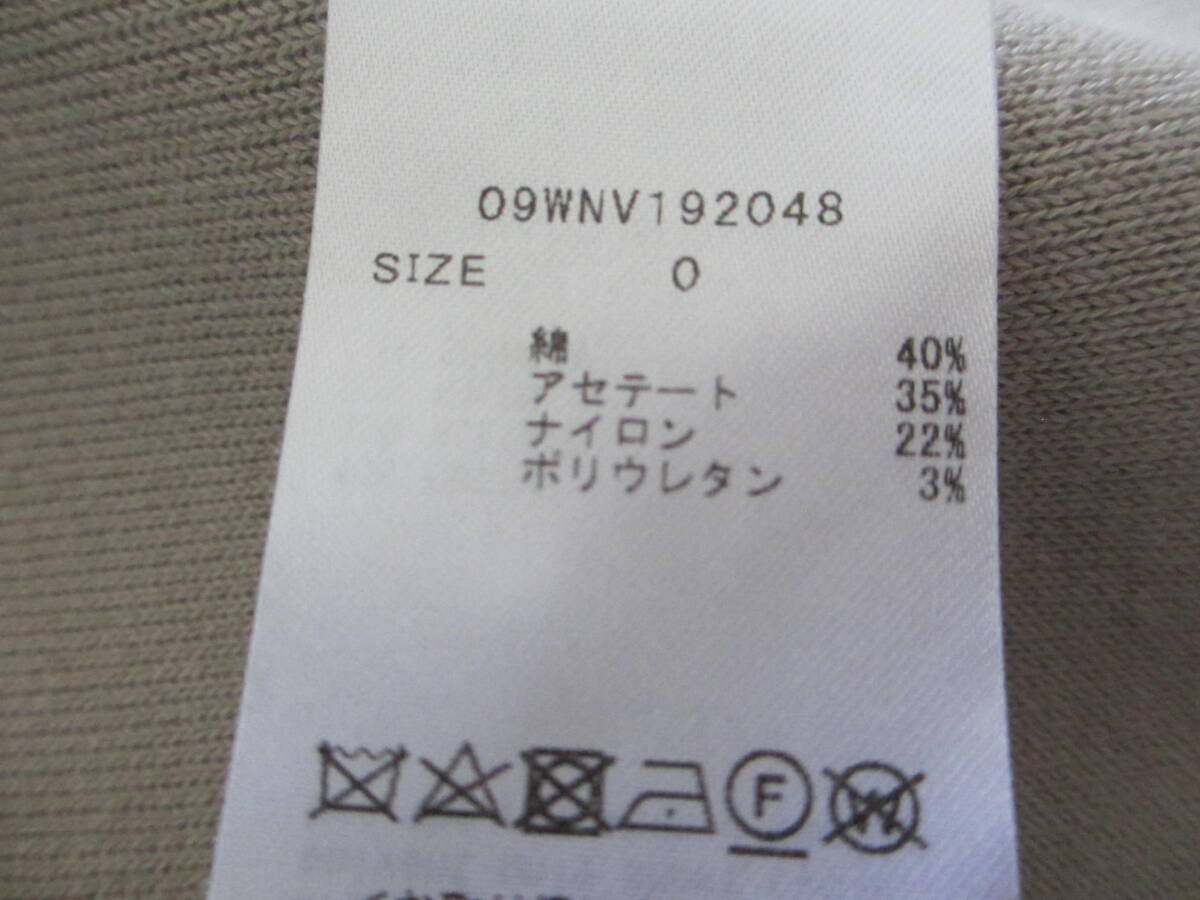 09WNV192048
SIZE 0
綿 40%
アセテート 35%
ナイロン 22%
ポリウレタン 3%
F W